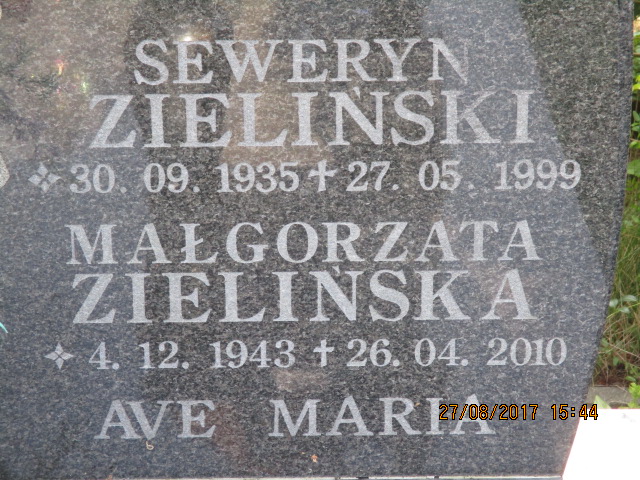 SEWERYN
ZIELIŃSKI
30. 09. 1935 ✝ 27. 05. 1999
MAŁGORZATA
ZIELIŃSKA
4. 12. 1943 ✝ 26. 04. 2010
AVE MARIA
27/08/2017 15:44